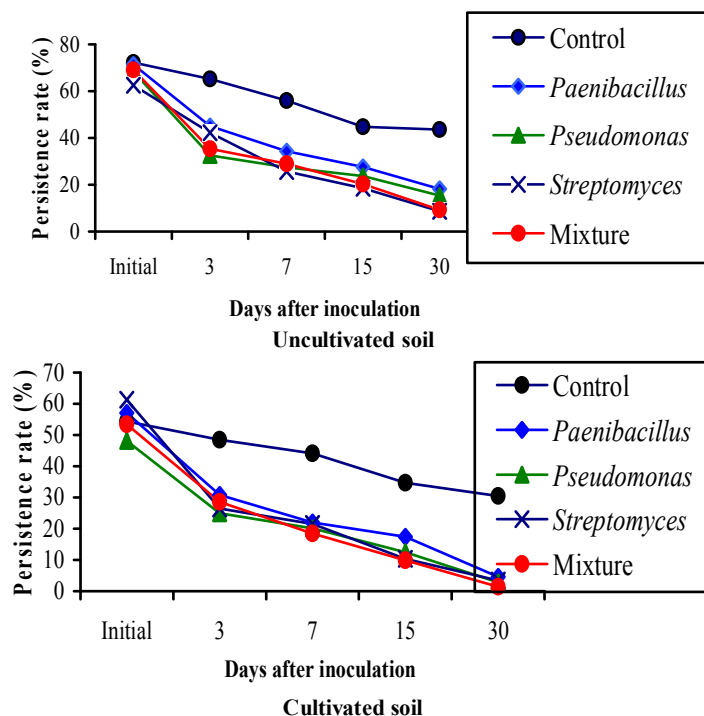 Persistence rate (%)
80
60
40
20
0
Initial 3 7 15 30
Days after inoculation
Uncultivated soil
Control
Paenibacillus
Pseudomonas
Streptomyces
Mixture
Persistence rate (%)
70
60
50
40
30
20
10
0
Initial 3 7 15 30
Days after inoculation
Cultivated soil
Control
Paenibacillus
Pseudomonas
Streptomyces
Mixture